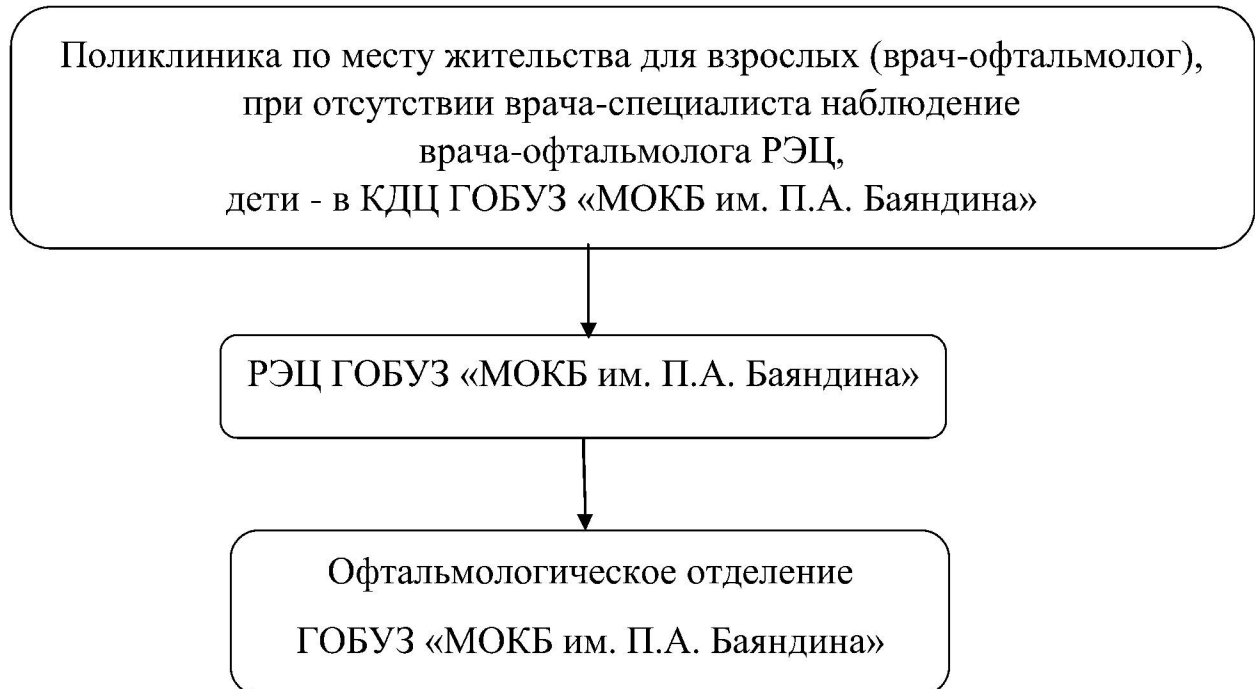 Поликлиника по месту жительства для взрослых (врач-офтальмолог),
при отсутствии врача-специалиста наблюдение
врача-офтальмолога РЭЦ,
дети - в КДЦ ГОБУЗ «МОКБ им. П.А. Баяндина»
РЭЦ ГОБУЗ «МОКБ им. П.А. Баяндина»
Офтальмологическое отделение
ГОБУЗ «МОКБ им. П.А. Баяндина»